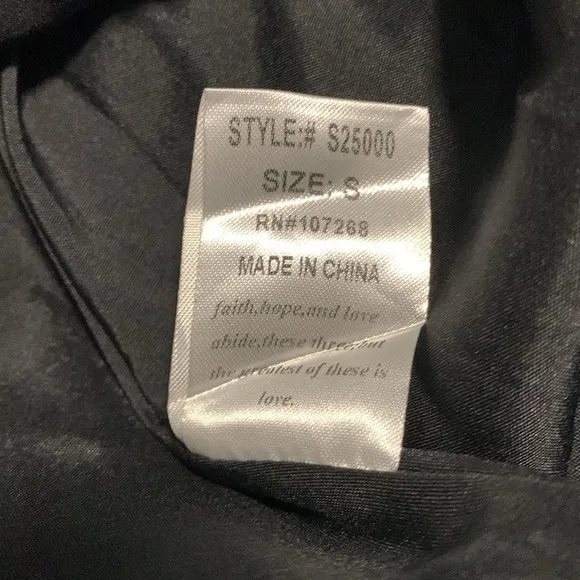 STYLE:# S25000
SIZE: S
RN#107268
MADE IN CHINA
faith,hope,and love
abide,these three,but
the greatest of these is
love.